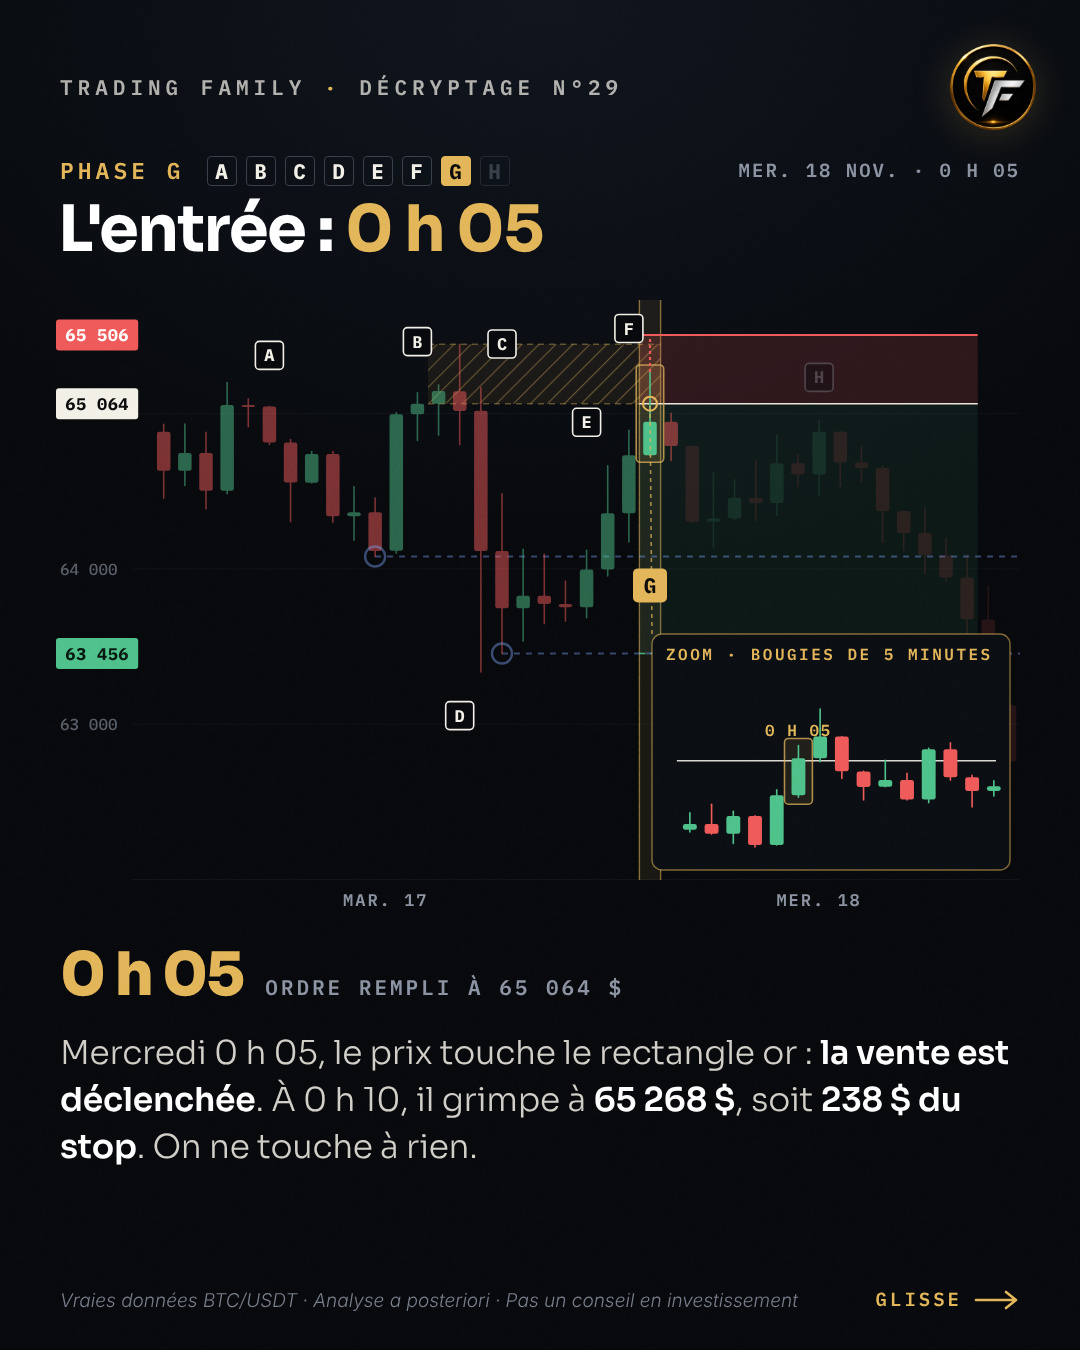 TRADING FAMILY · DÉCRYPTAGE N°29
TF
PHASE G A B C D E F G H
MER. 18 NOV. · 0 H 05
L'entrée : 0 h 05
65 506
65 064
64 000
63 456
63 000
A
B
C
F
H
E
G
D
ZOOM · BOUGIES DE 5 MINUTES
0 H 05
MAR. 17
MER. 18
0 h 05 ORDRE REMPLI À 65 064 $
Mercredi 0 h 05, le prix touche le rectangle or : la vente est
déclenchée. À 0 h 10, il grimpe à 65 268 $, soit 238 $ du
stop. On ne touche à rien.
Vraies données BTC/USDT · Analyse a posteriori · Pas un conseil en investissement
GLISSE →